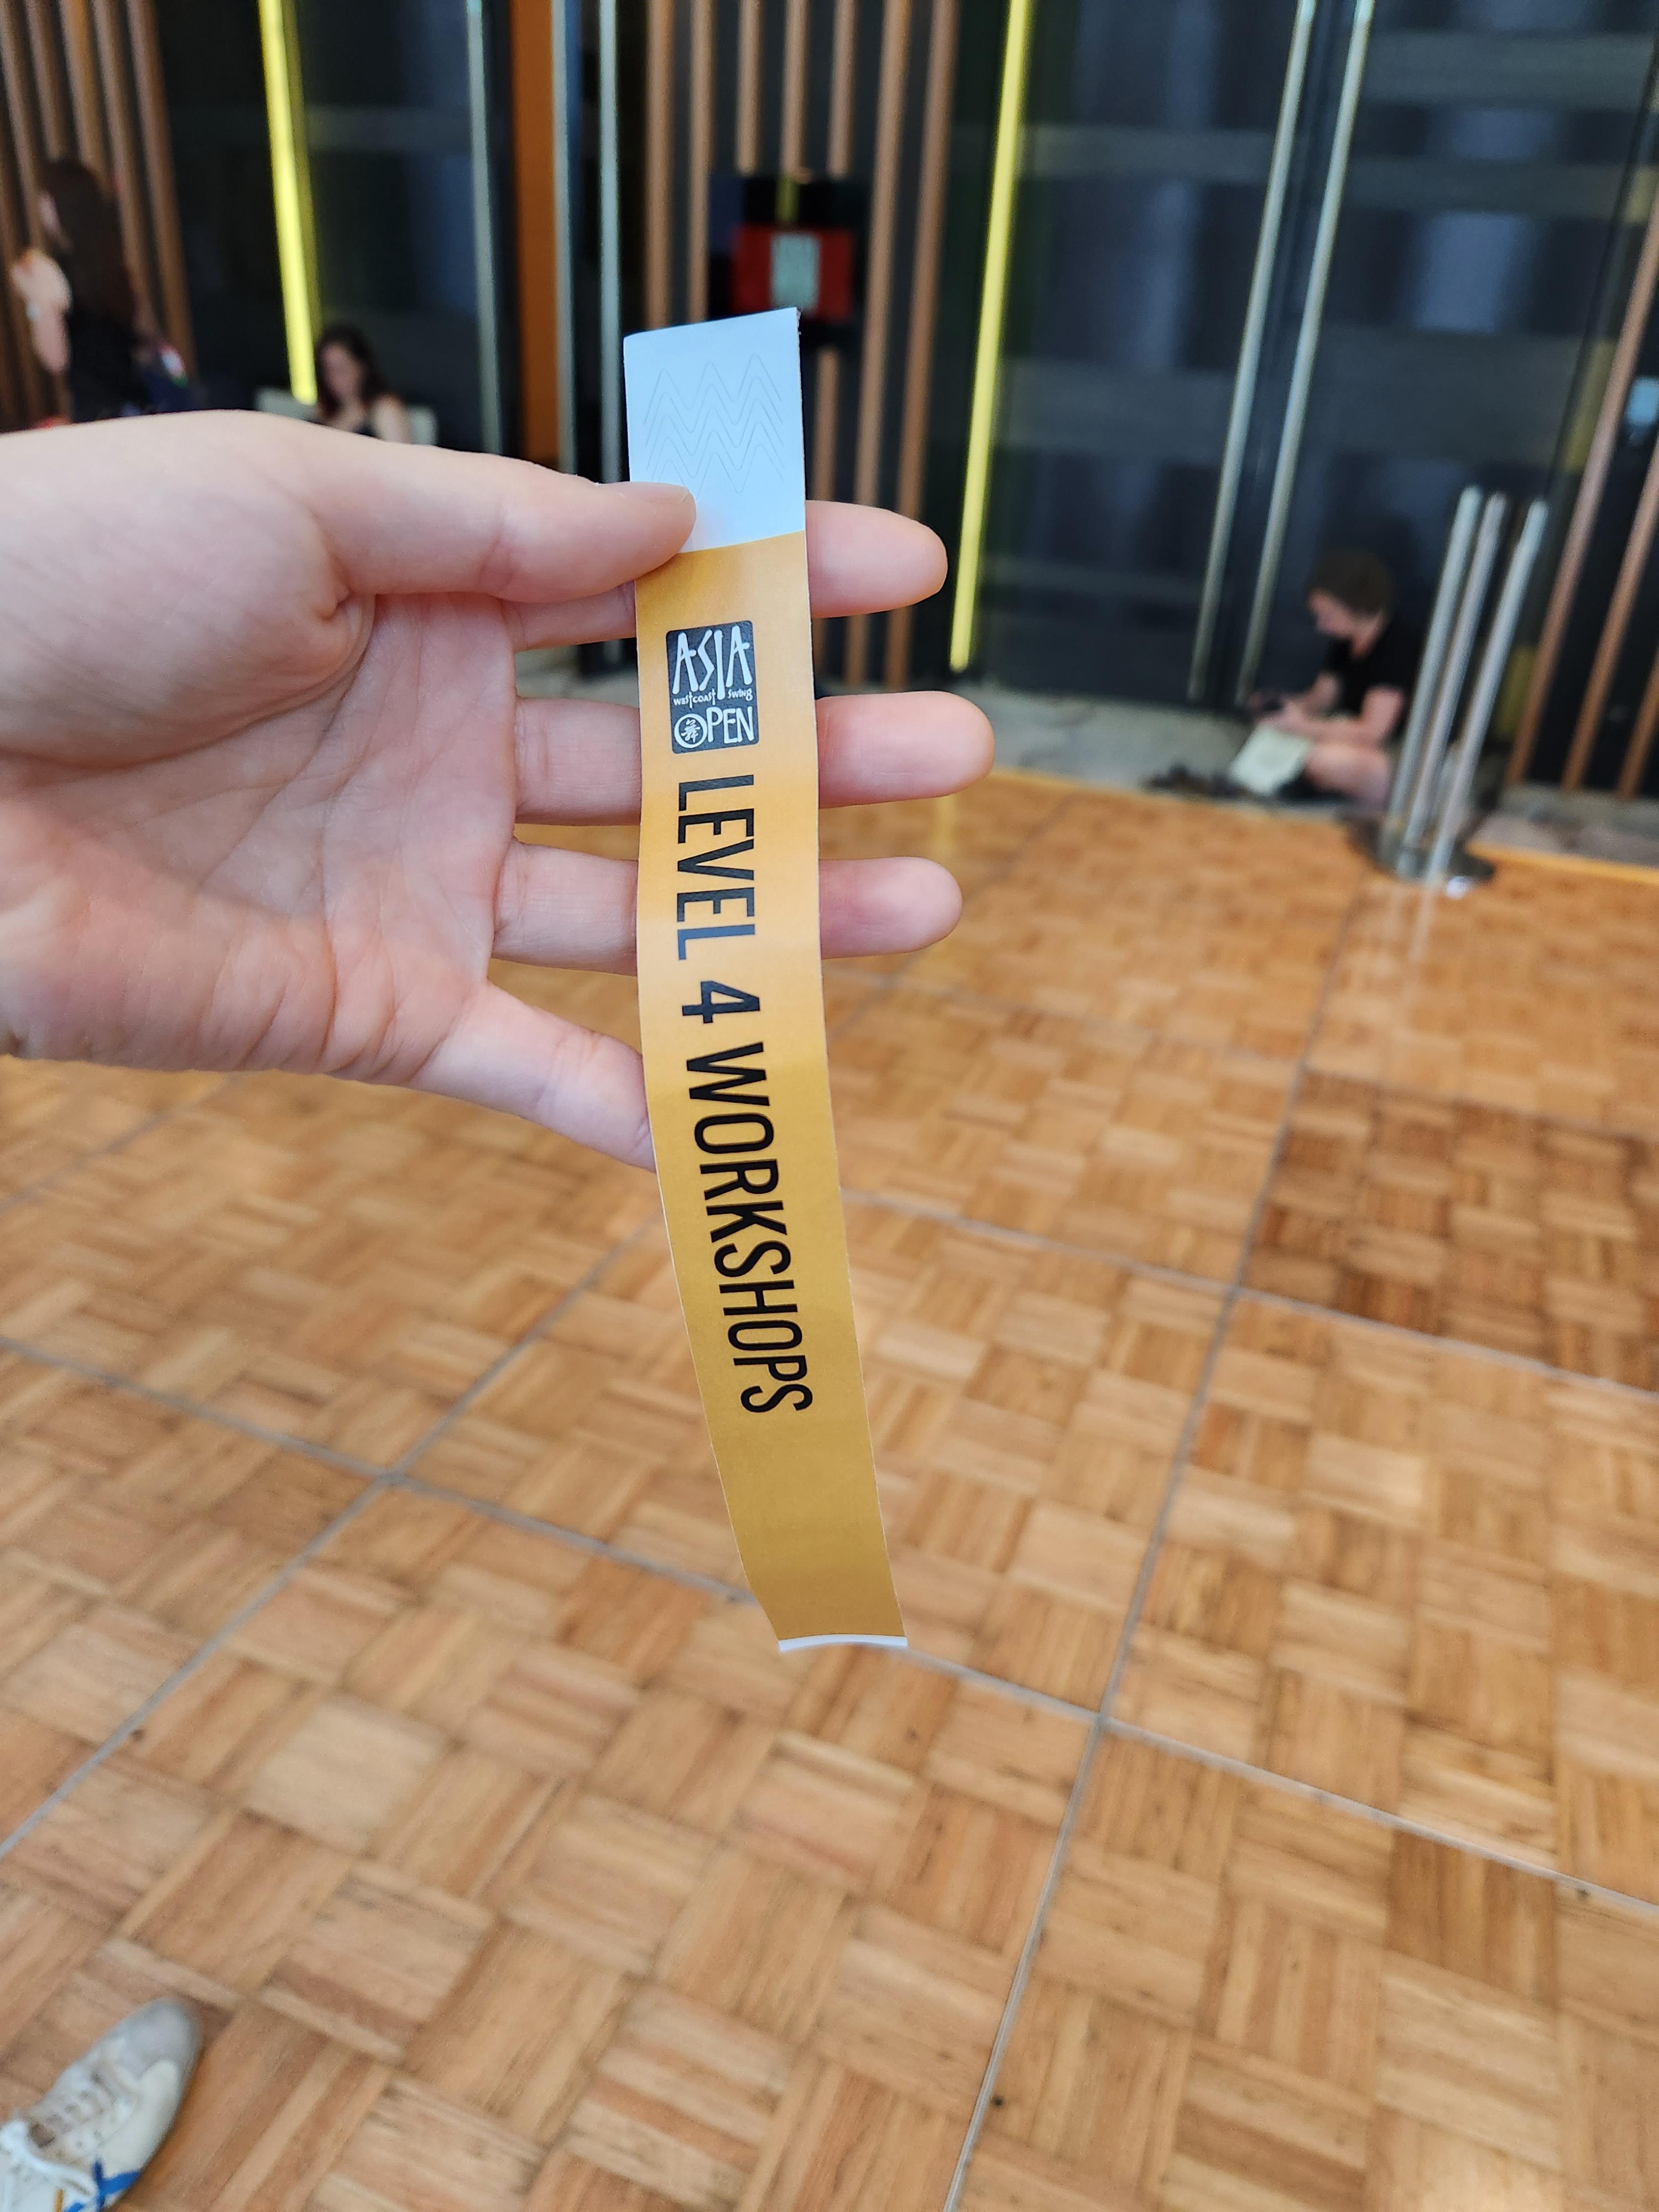 ASIA
WESTCOAST SWING
舞 OPEN
LEVEL 4 WORKSHOPS